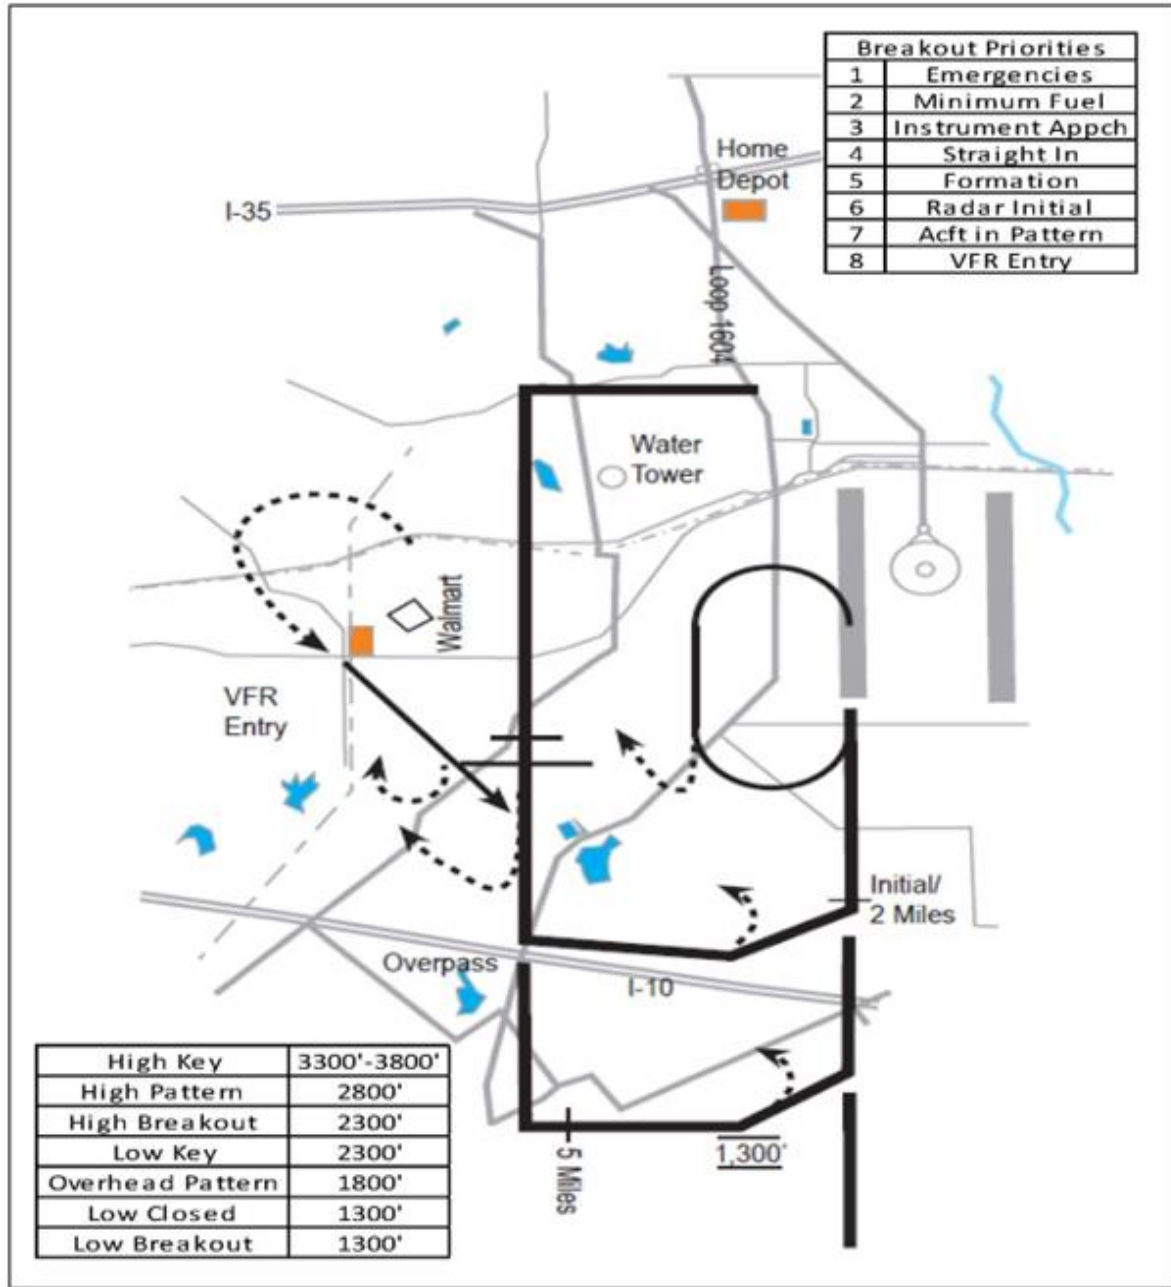 Breakout Priorities
1 Emergencies
2 Minimum Fuel
3 Instrument Appch
4 Straight In
5 Formation
6 Radar Initial
7 Acft in Pattern
8 VFR Entry
Home
Depot
I-35
Loop 1604
Water
Tower
Walmart
VFR
Entry
Initial/
2 Miles
Overpass
I-10
5 Miles
1,300'
High Key 3300'-3800'
High Pattern 2800'
High Breakout 2300'
Low Key 2300'
Overhead Pattern 1800'
Low Closed 1300'
Low Breakout 1300'